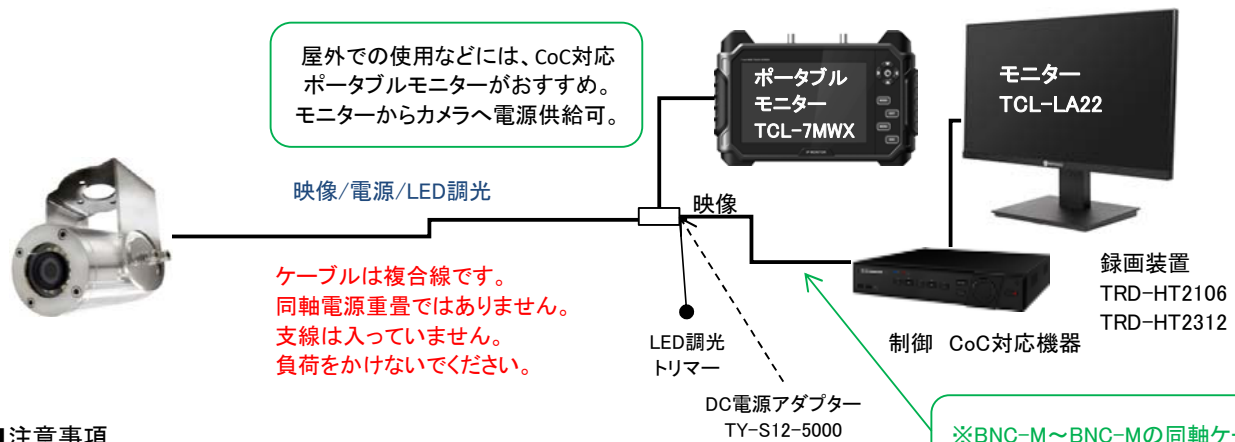 屋外での使用などには、CoC対応
ポータブルモニターがおすすめ。
モニターからカメラへ電源供給可。
ポータブル
モニター
TCL-7MWX
モニター
TCL-LA22
映像/電源/LED調光
映像
ケーブルは複合線です。
同軸電源重畳ではありません。
支線は入っていません。
負荷をかけないでください。
LED調光
トリマー
制御 CoC対応機器
録画装置
TRD-HT2106
TRD-HT2312
DC電源アダプター
TY-S12-5000
■注意事項
※BNC-M～BNC-Mの同軸ケー